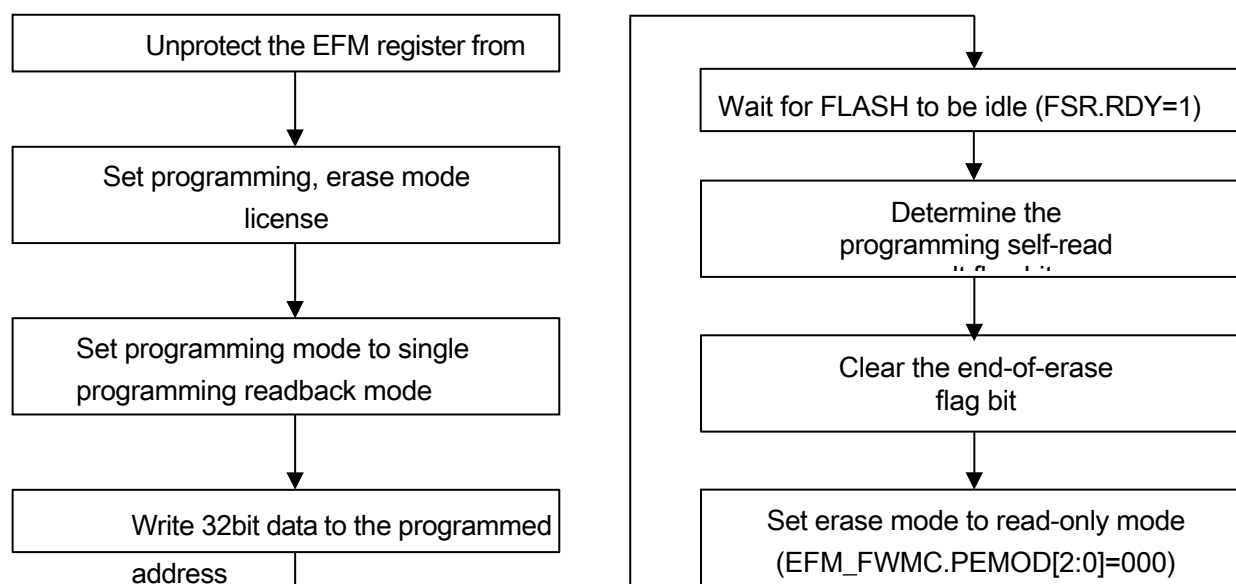 Unprotect the EFM register from
Set programming, erase mode
license
Set programming mode to single
programming readback mode
Write 32bit data to the programmed
address
Wait for FLASH to be idle (FSR.RDY=1)
Determine the
programming self-read
Clear the end-of-erase
flag bit
Set erase mode to read-only mode
(EFM_FWMC.PEMOD[2:0]=000)